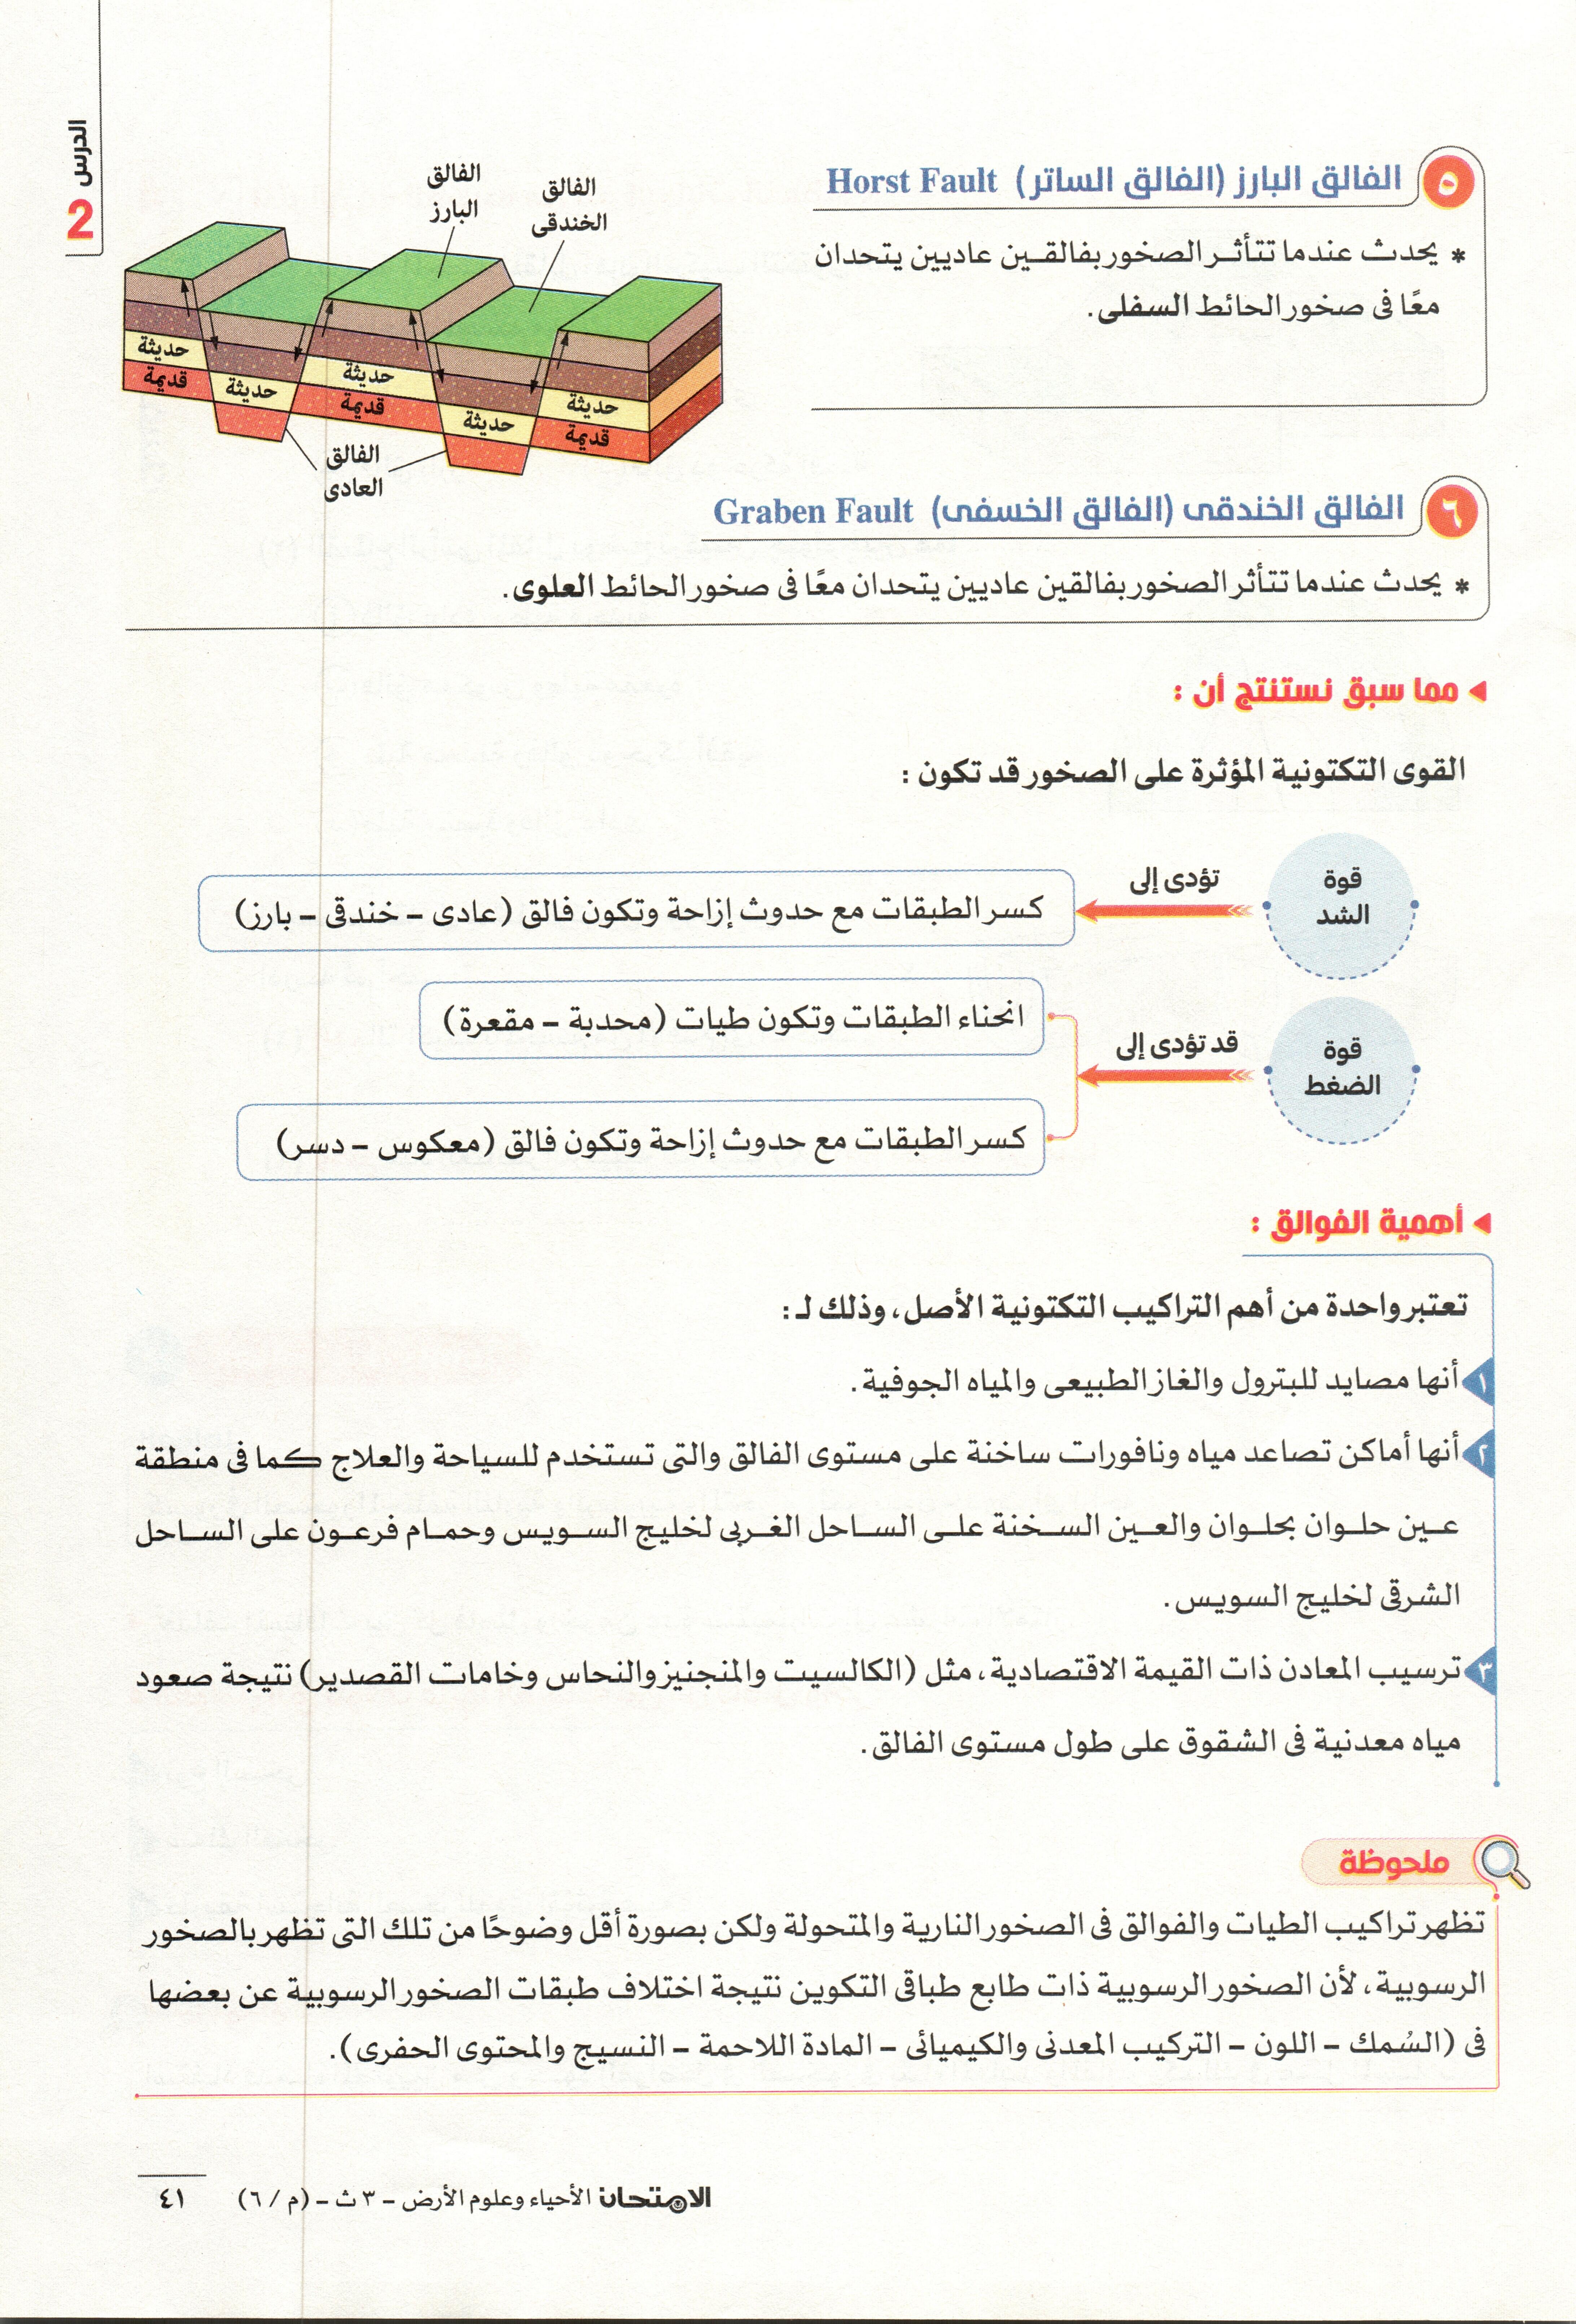 الدرس
2
٥ الفالق البارز (الفالق الساتر) Horst Fault
* يحدث عندما تتأثر الصخور بفالقين عاديين يتحدان
معًا فى صخور الحائط السفلى.
الفالق
البارز
الفالق
الخندقى
حديثة
قديمة
حديثة
حديثة
قديمة
حديثة
حديثة
قديمة
الفالق
العادى
٦ الفالق الخندقى (الفالق الخسفى) Graben Fault
* يحدث عندما تتأثر الصخور بفالقين عاديين يتحدان معًا فى صخور الحائط العلوى.
مما سبق نستنتج أن :
القوى التكتونية المؤثرة على الصخور قد تكون :
قوة
الشد
تؤدى إلى
كسر الطبقات مع حدوث إزاحة وتكون فالق (عادى – خندقى – بارز)
قوة
الضغط
قد تؤدى إلى
انحناء الطبقات وتكون طيات (محدبة – مقعرة)
كسر الطبقات مع حدوث إزاحة وتكون فالق (معكوس – دسر)
أهمية الفوالق :
تعتبر واحدة من أهم التراكيب التكتونية الأصل، وذلك لـ :
١ أنها مصايد للبترول والغاز الطبيعى والمياه الجوفية.
٢ أنها أماكن تصاعد مياه ونافورات ساخنة على مستوى الفالق والتى تستخدم للسياحة والعلاج كما فى منطقة
عين حلوان بحلوان والعين السخنة على الساحل الغربى لخليج السويس وحمام فرعون على الساحل
الشرقى لخليج السويس.
٣ ترسيب المعادن ذات القيمة الاقتصادية، مثل (الكالسيت والمنجنيز والنحاس وخامات القصدير) نتيجة صعود
مياه معدنية فى الشقوق على طول مستوى الفالق.
ملحوظة
تظهر تراكيب الطيات والفوالق فى الصخور النارية والمتحولة ولكن بصورة أقل وضوحًا من تلك التى تظهر بالصخور
الرسوبية، لأن الصخور الرسوبية ذات طابع طباقى التكوين نتيجة اختلاف طبقات الصخور الرسوبية عن بعضها
فى (السُمك – اللون – التركيب المعدنى والكيميائى – المادة اللاحمة – النسيج والمحتوى الحفرى).
الامتحان الأحياء وعلوم الأرض – ٣ ث – (م / ٦) ٤١